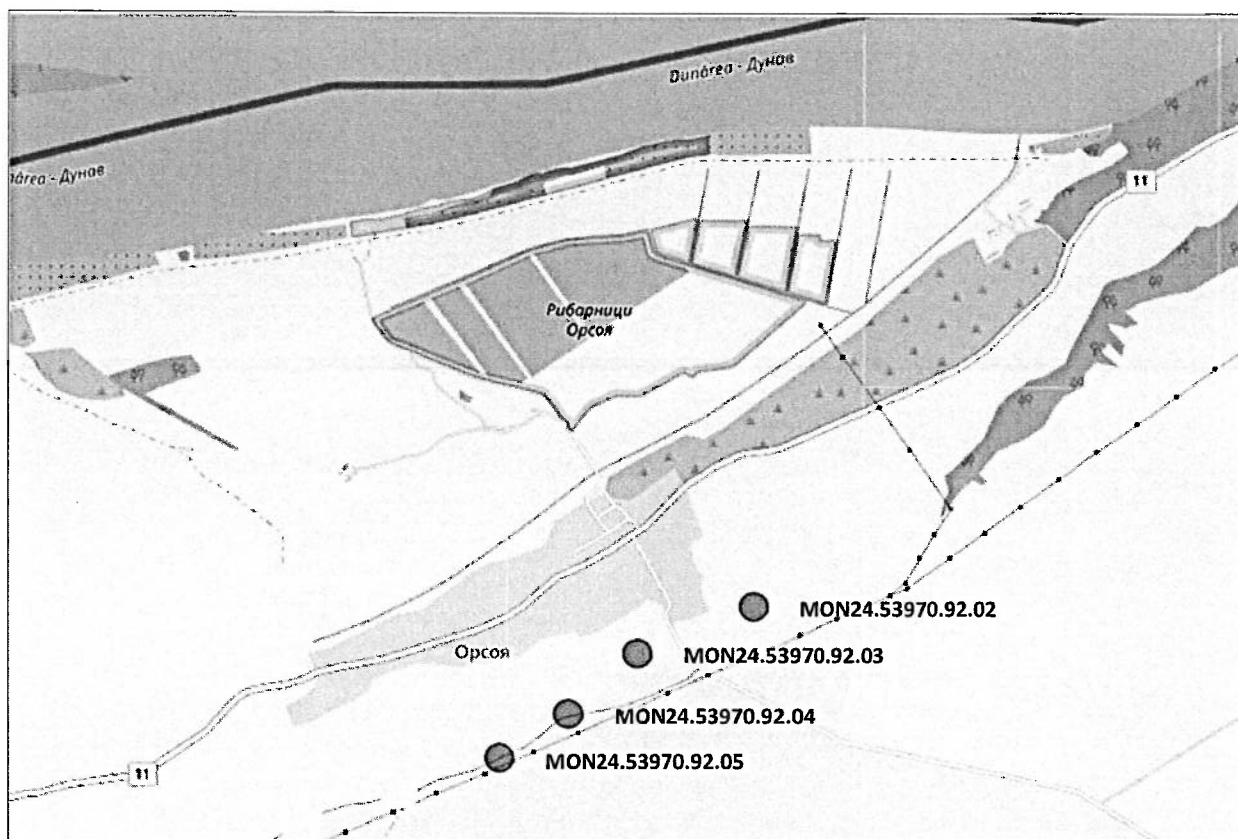 Dunărea - Дунав
nărea - Дунав
11
Рибарници
Орсоя
MON24.53970.92.02
Орсоя
MON24.53970.92.03
MON24.53970.92.04
MON24.53970.92.05
11